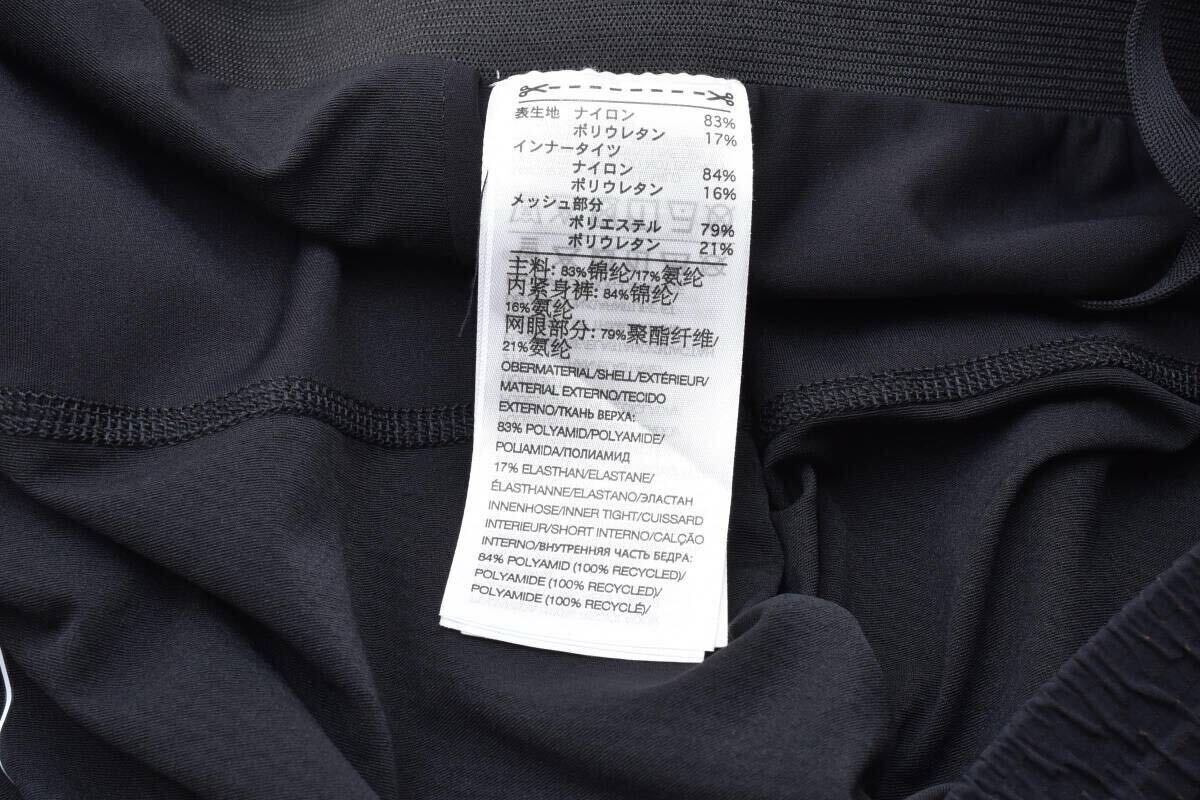 表生地 ナイロン 83%
ポリウレタン 17%
インナータイツ
ナイロン 84%
ポリウレタン 16%
メッシュ部分
ポリエステル 79%
ポリウレタン 21%
主料: 83%锦纶/17%氨纶
内紧身裤: 84%锦纶/
16%氨纶
网眼部分: 79%聚酯纤维/
21%氨纶
OBERMATERIAL/SHELL/EXTÉRIEUR/
MATERIAL EXTERNO/TECIDO
EXTERNO/ТКАНЬ ВЕРХА:
83% POLYAMID/POLYAMIDE/
POLIAMIDA/ПОЛИАМИД
17% ELASTHAN/ELASTANE/
ÉLASTHANNE/ELASTANO/ЭЛАСТАН
INNENHOSE/INNER TIGHT/CUISSARD
INTERIEUR/SHORT INTERNO/CALÇÃO
INTERNO/ВНУТРЕННЯЯ ЧАСТЬ БЕДРА:
84% POLYAMID (100% RECYCLED)/
POLYAMIDE (100% RECYCLED)/
POLYAMIDE (100% RECYCLÉ)/